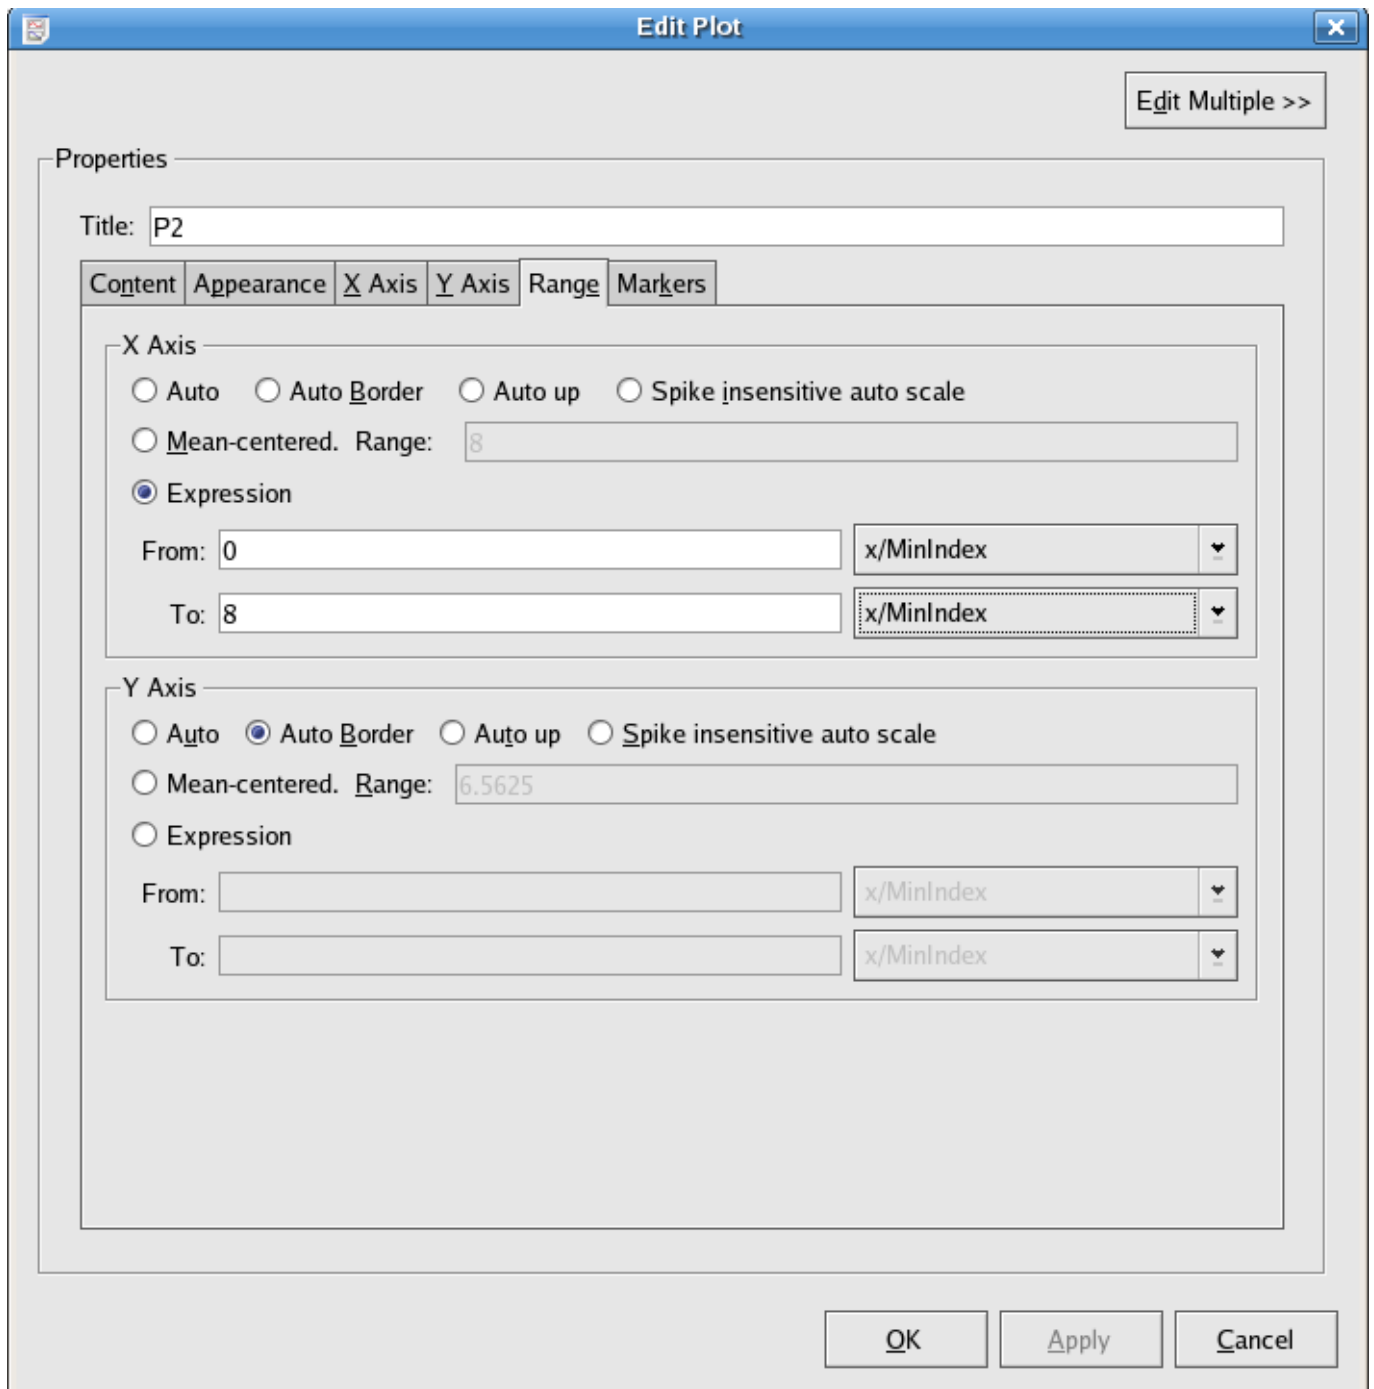 Edit Plot
Edit Multiple >>
Properties
Title: P2
Content Appearance X Axis Y Axis Range Markers
X Axis
Auto Auto Border Auto up Spike insensitive auto scale
Mean-centered. Range: 8
Expression
From: 0 x/MinIndex
To: 8 x/MinIndex
Y Axis
Auto Auto Border Auto up Spike insensitive auto scale
Mean-centered. Range: 6.5625
Expression
From: x/MinIndex
To: x/MinIndex
OK Apply Cancel